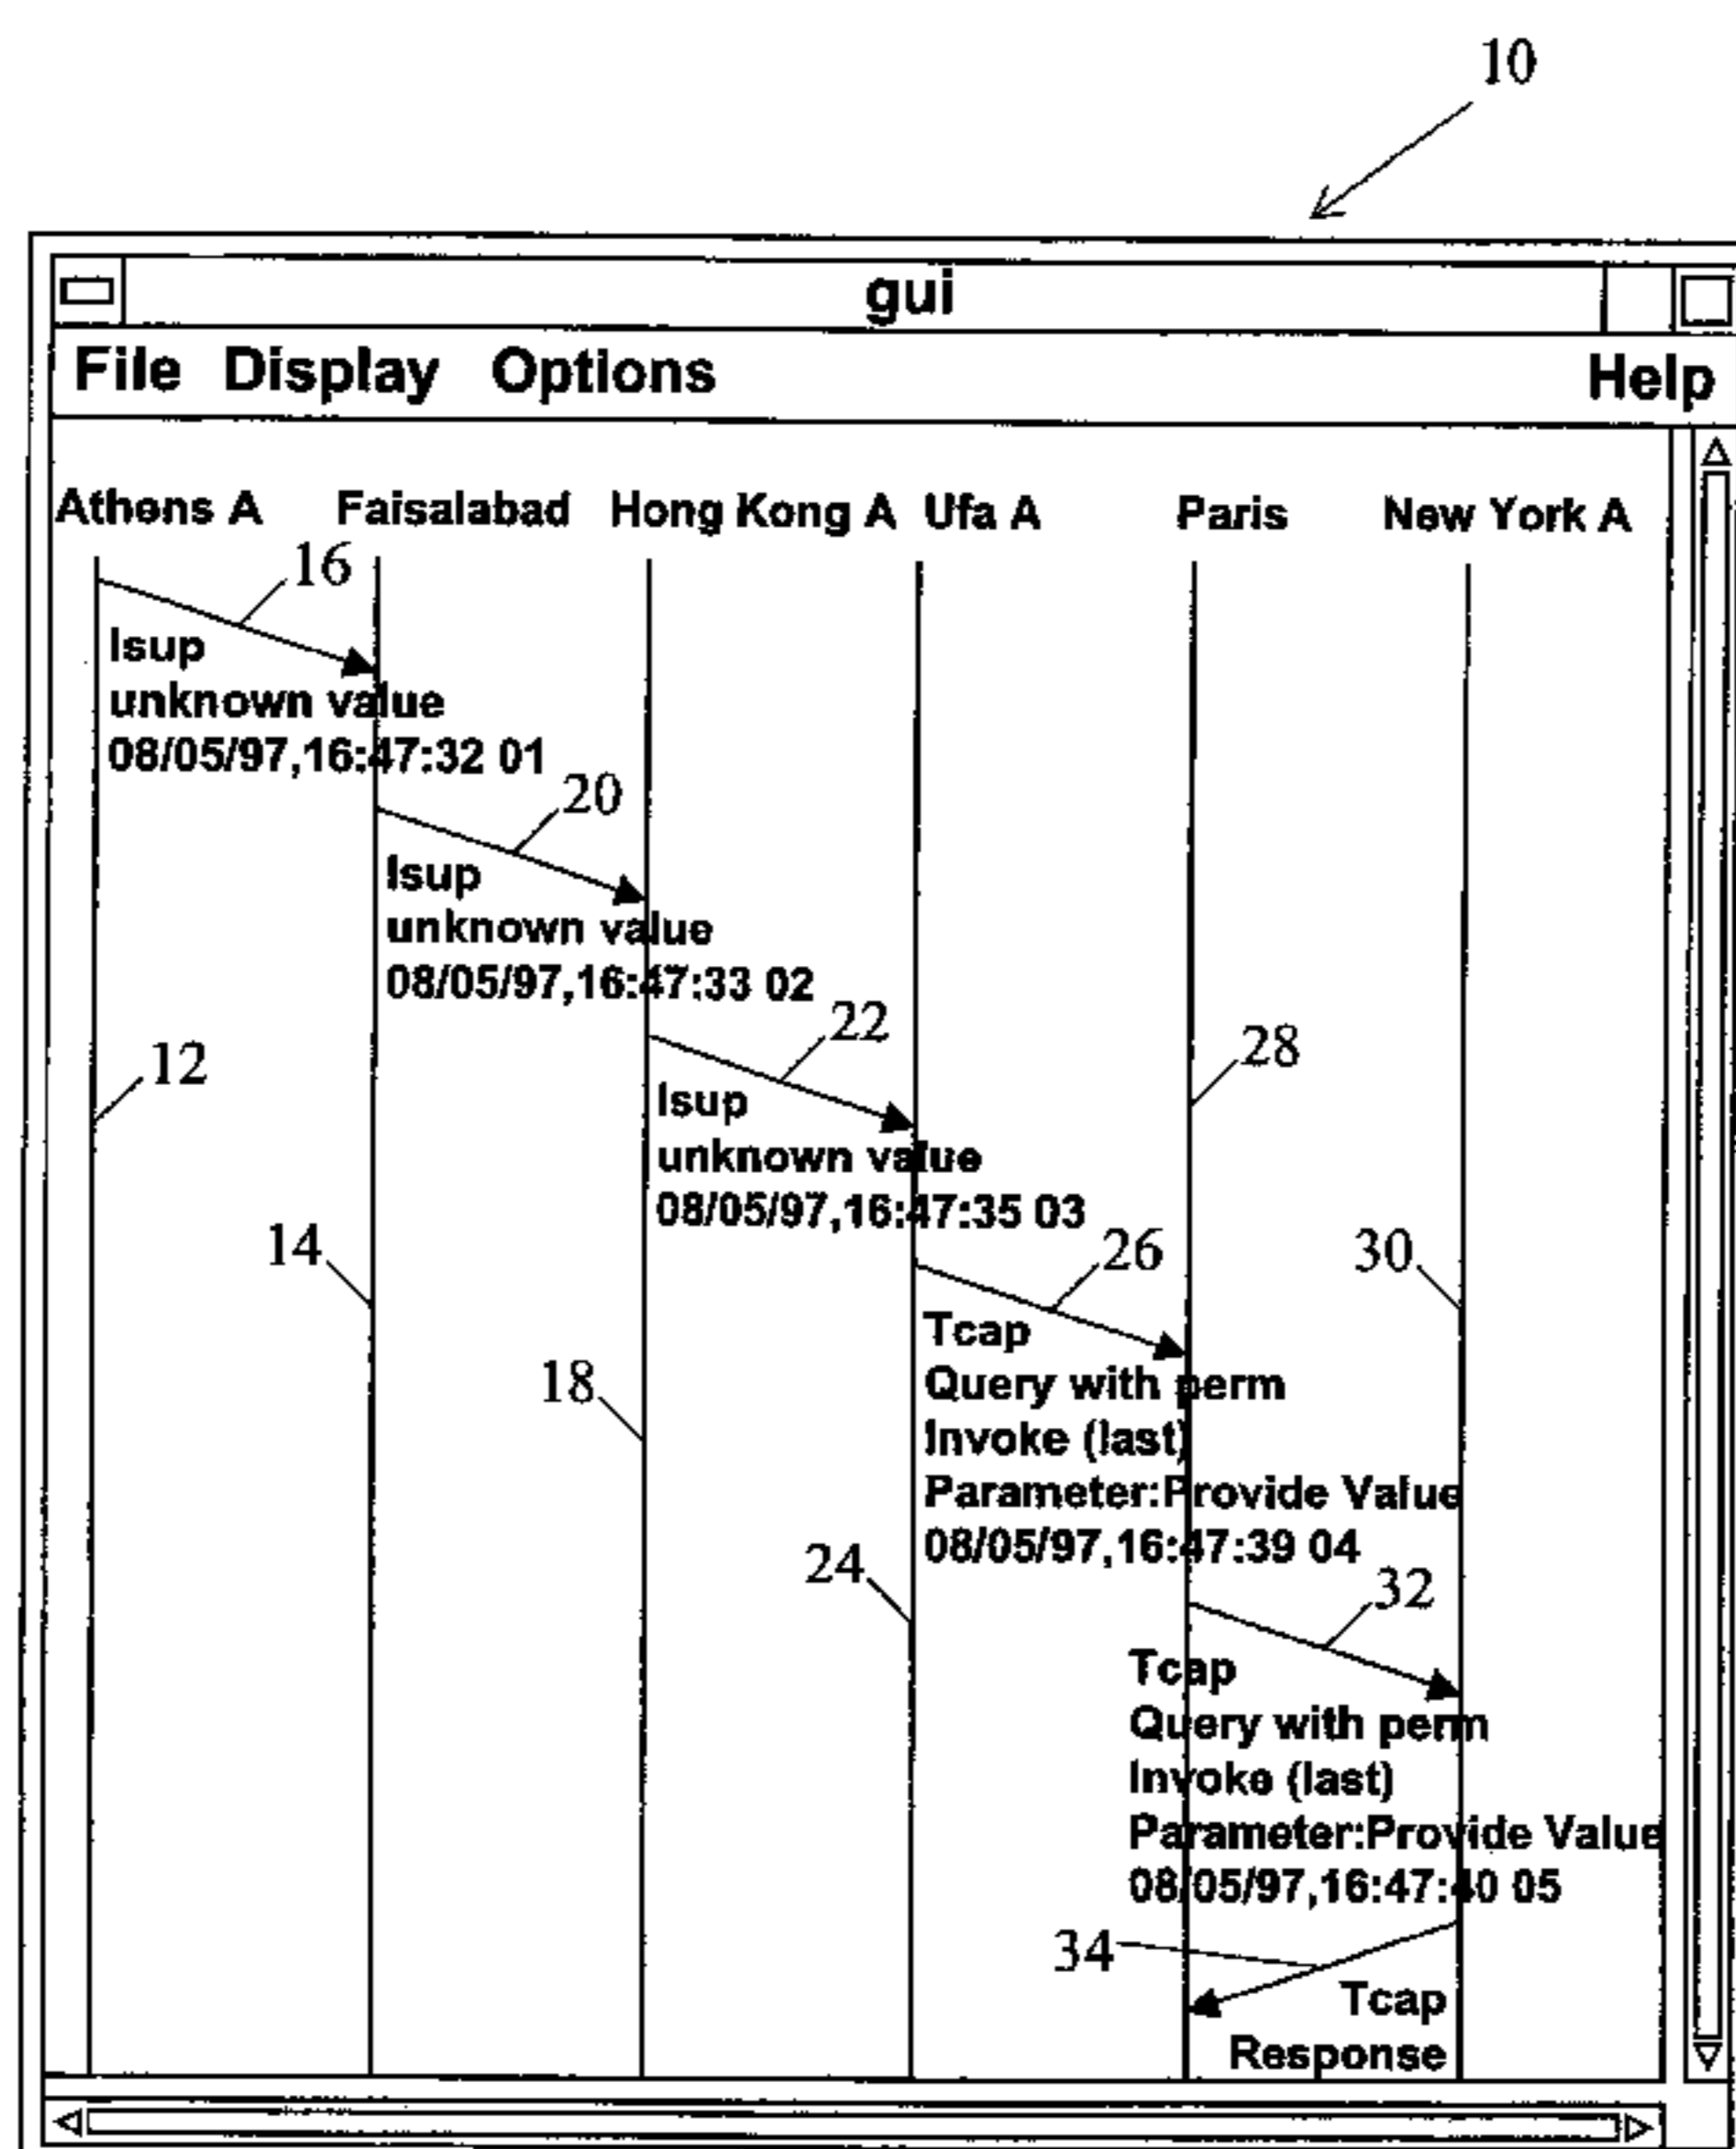 10
gui
File Display Options Help
Athens A Faisalabad Hong Kong A Ufa A Paris New York A
16
Isup
unknown value
08/05/97,16:47:32 01
20
Isup
unknown value
08/05/97,16:47:33 02
22
12
28
Isup
unknown value
08/05/97,16:47:35 03
14
26
30
Tcap
Query with perm
Invoke (last)
Parameter:Provide Value
08/05/97,16:47:39 04
18
24
32
Tcap
Query with perm
Invoke (last)
Parameter:Provide Value
08/05/97,16:47:40 05
34
Tcap
Response